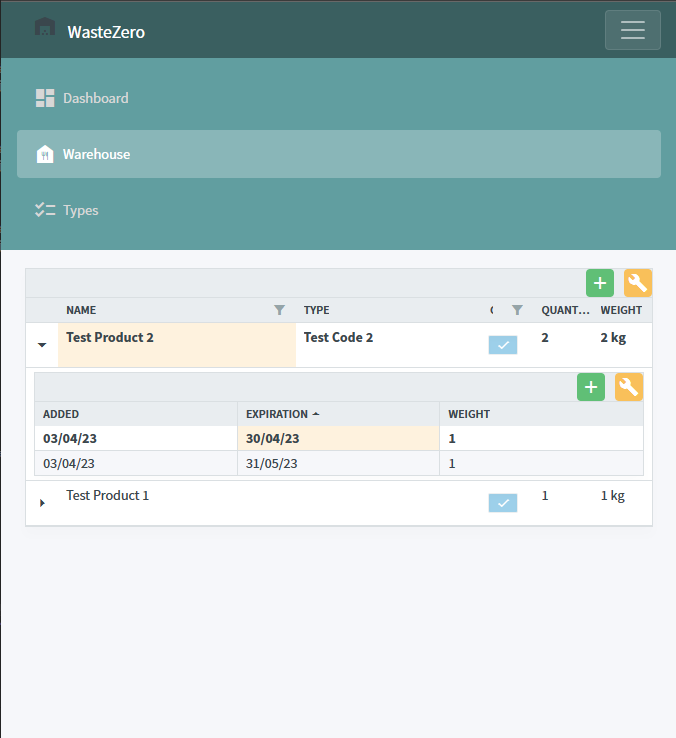 WasteZero
Dashboard
Warehouse
Types
NAME TYPE QUANT... WEIGHT
Test Product 2 Test Code 2 2 2 kg
ADDED EXPIRATION WEIGHT
03/04/23 30/04/23 1
03/04/23 31/05/23 1
Test Product 1 1 1 kg